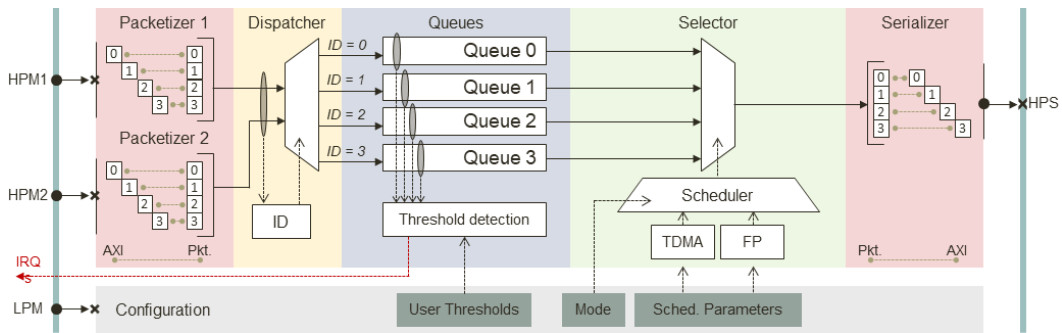 Packetizer 1
Dispatcher
Queues
Selector
Serializer
0 0
1 1
2 2
3 3
HPM1
ID = 0
Queue 0
ID = 1
Queue 1
ID = 2
Queue 2
ID = 3
Queue 3
0 0
1 1
2 2
3 3
HPS
Packetizer 2
0 0
1 1
2 2
3 3
HPM2
ID
Threshold detection
Scheduler
TDMA
FP
AXI
Pkt.
Pkt.
AXI
IRQ
s
LPM
Configuration
User Thresholds
Mode
Sched. Parameters